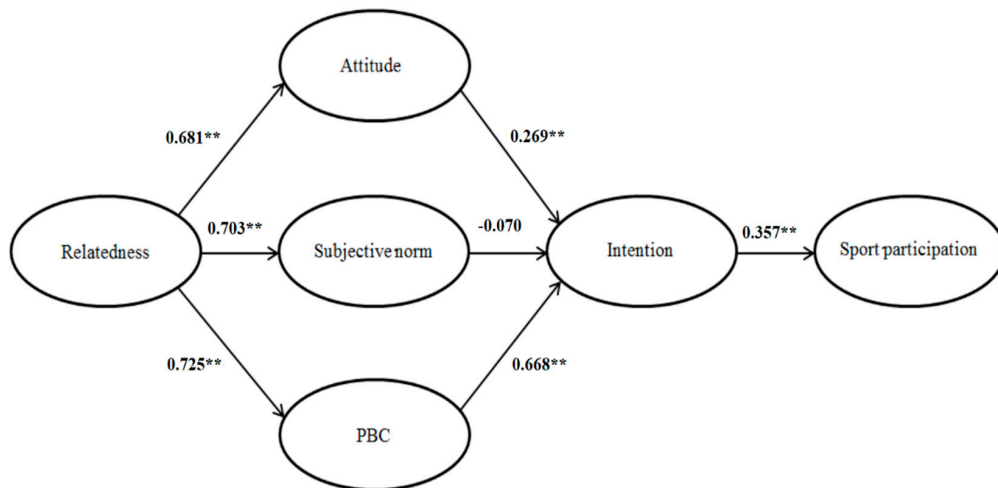 Attitude
0.681**
0.269**
Relatedness
0.703**
Subjective norm
-0.070
Intention
0.357**
Sport participation
0.725**
0.668**
PBC